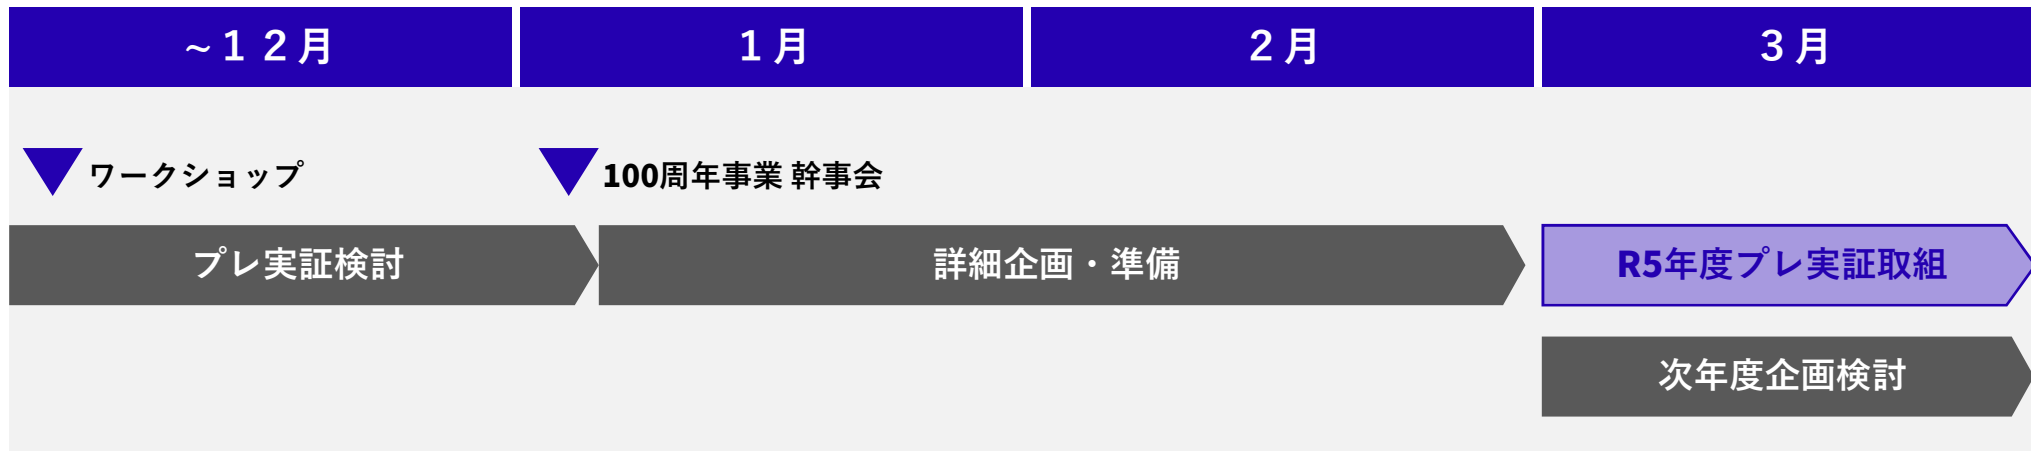 ~１２月
１月
２月
３月
ワークショップ
100周年事業 幹事会
プレ実証検討
詳細企画・準備
R5年度プレ実証取組
次年度企画検討